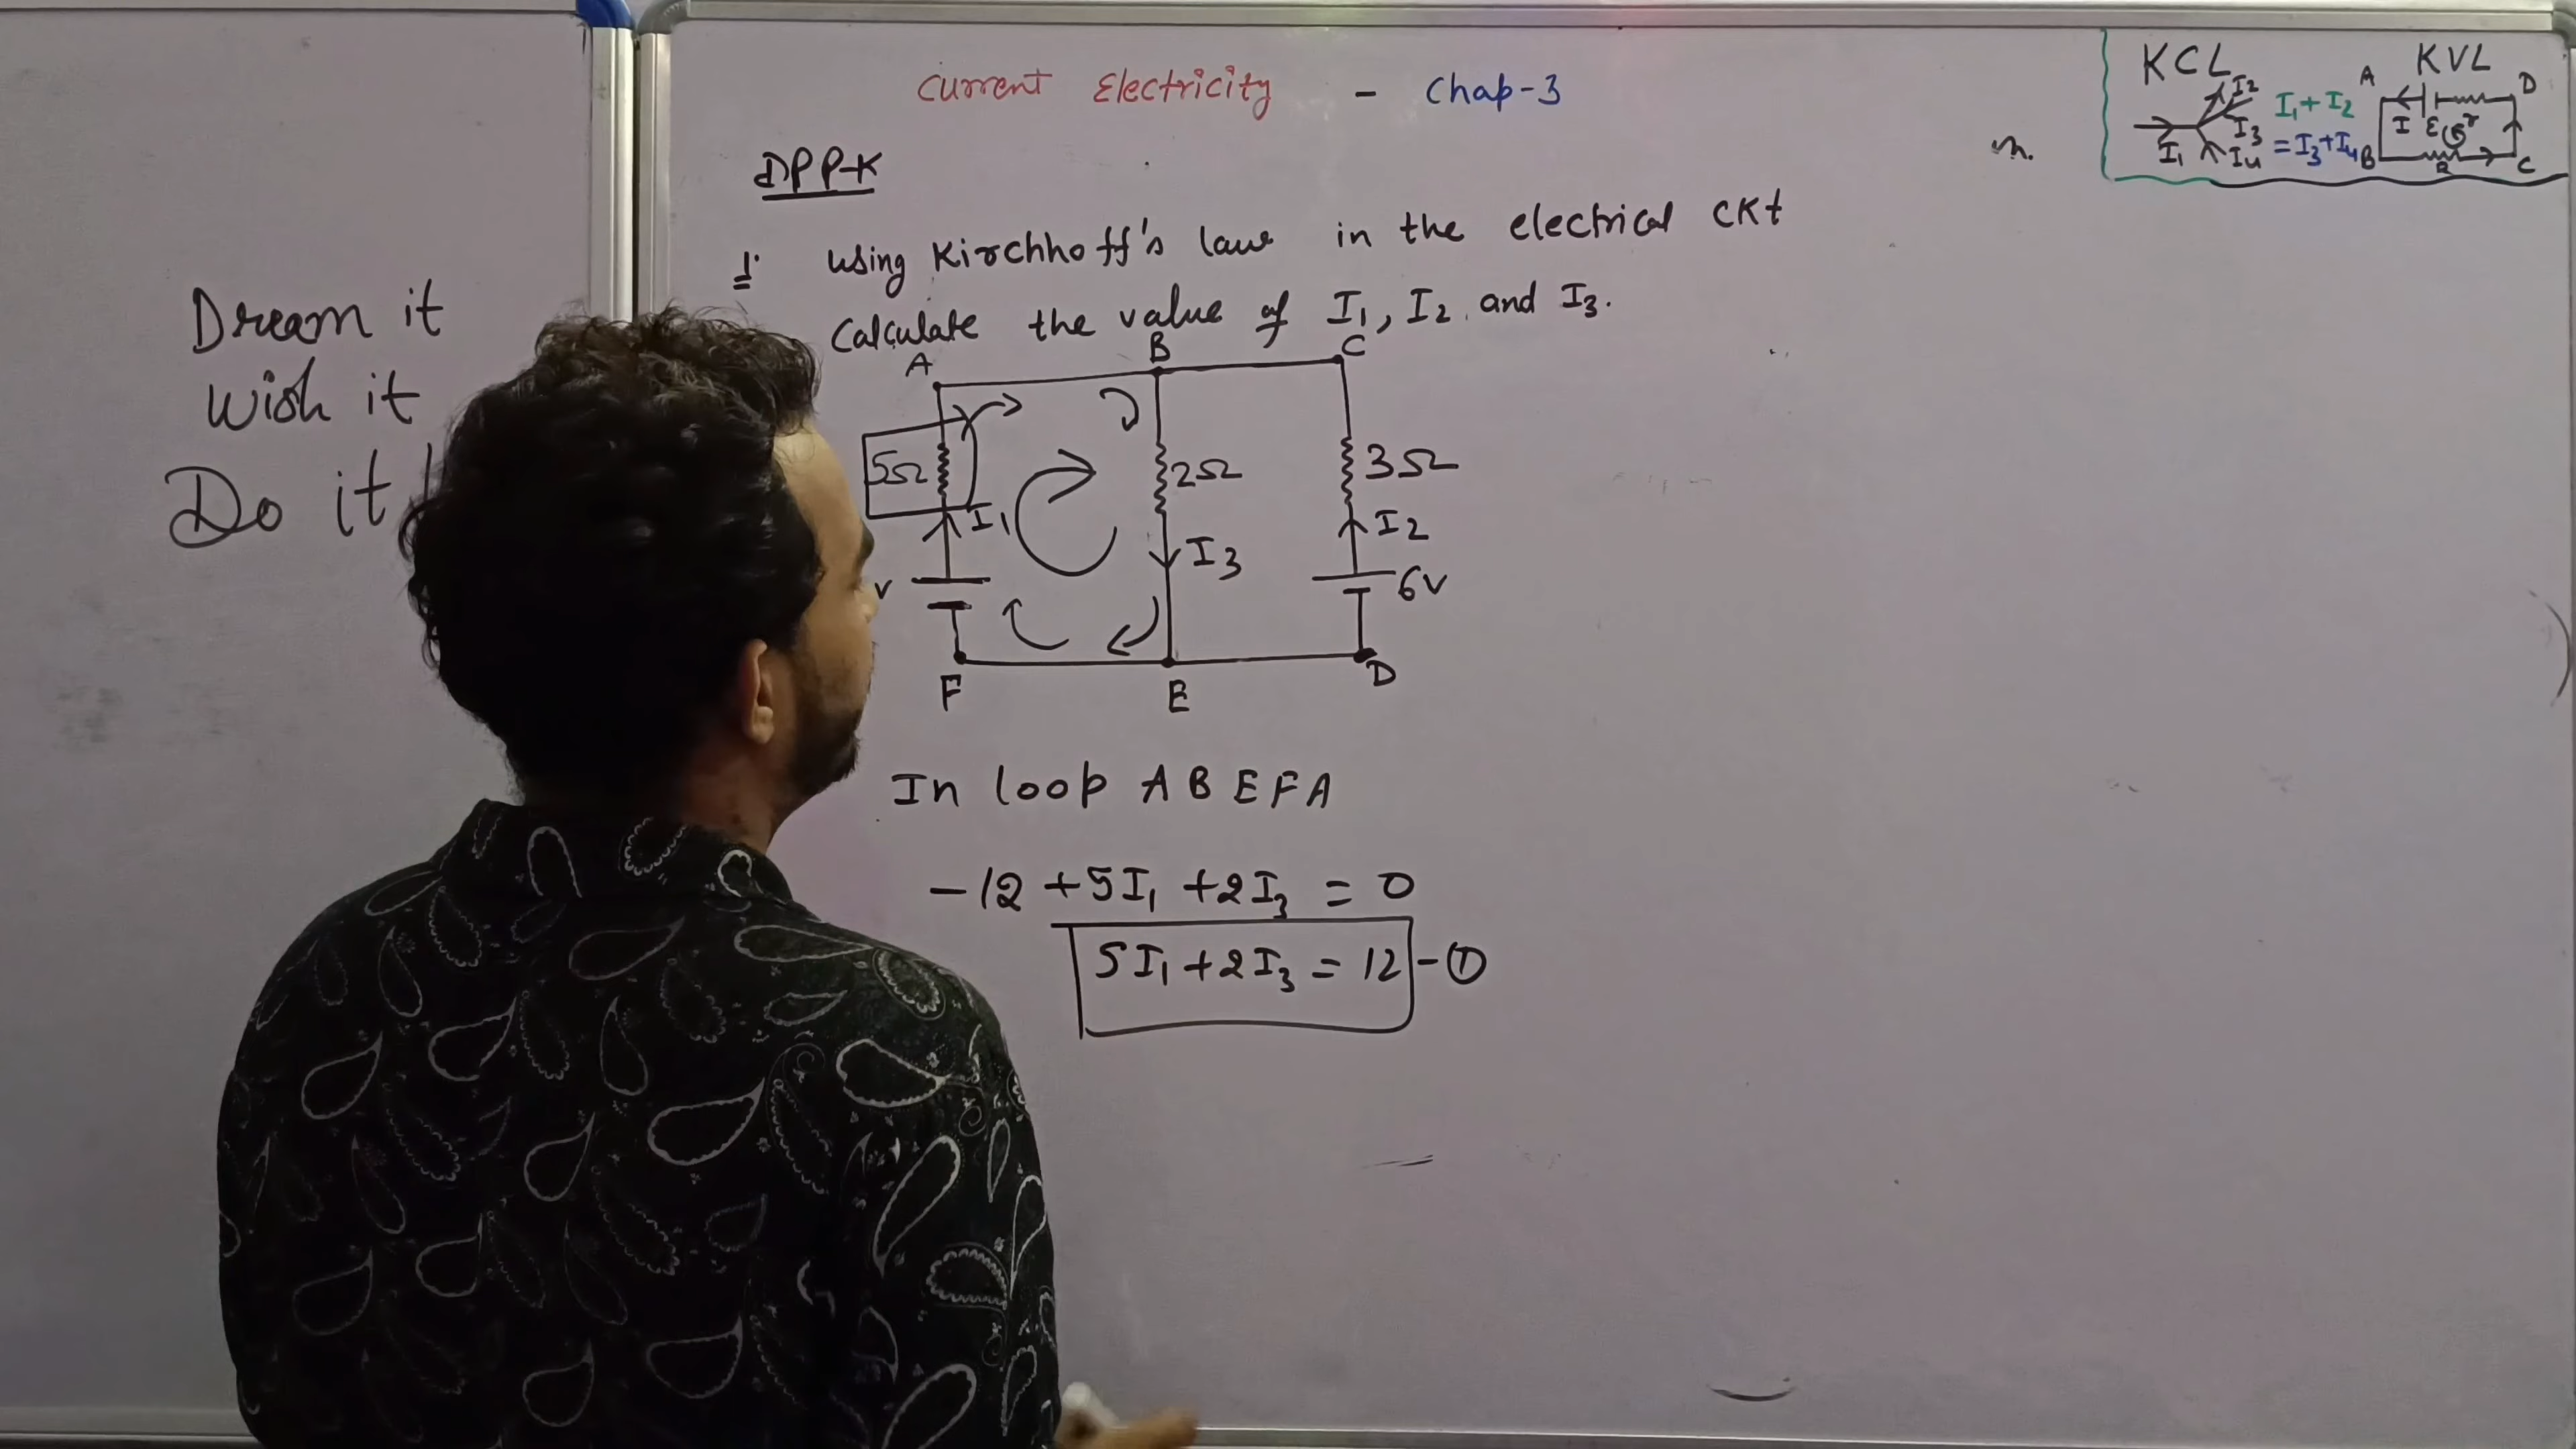 Current Electricity - Chap-3
KCL
KVL
I1 I2 I3 I4
I1+I2
=I3+I4
A B C D
I E r R
DPP-K
1. Using Kirchhoff's law in the electrical ckt
Calculate the value of I1, I2 and I3.
Dream it
Wish it
Do it
A B C
5Ω 2Ω 3Ω
I1 I3 I2
v 6v
F E D
In loop A B E F A
-12 +5I1 +2I3 = 0
5I1+2I3 = 12 -①